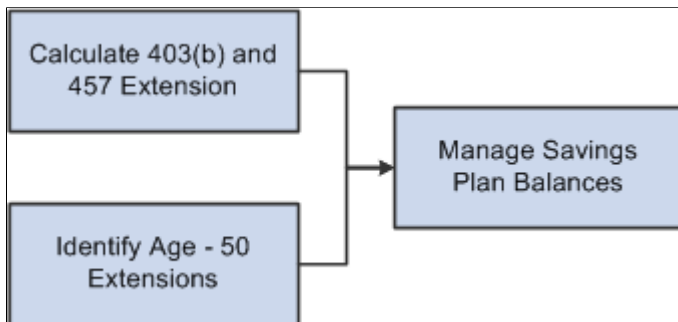 Calculate 403(b) and
457 Extension
Manage Savings
Plan Balances
Identify Age - 50
Extensions